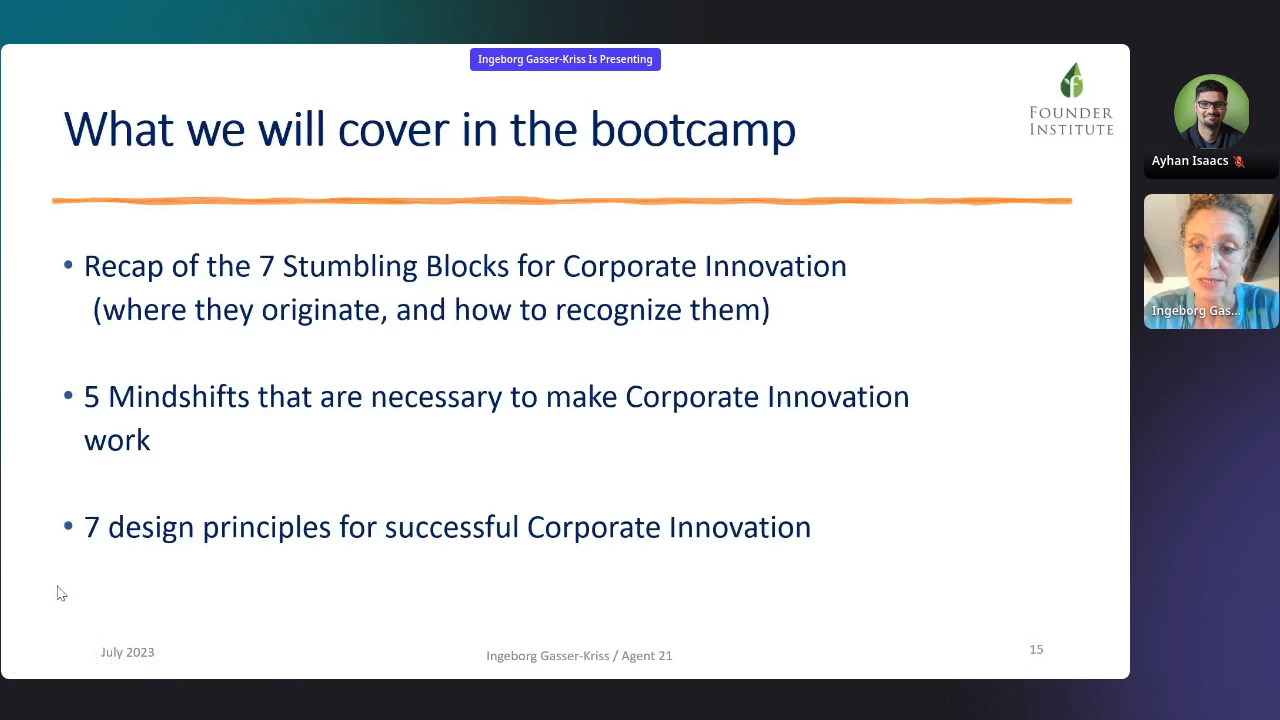 Ingeborg Gasser-Kriss Is Presenting
What we will cover in the bootcamp
f
FOUNDER
INSTITUTE
• Recap of the 7 Stumbling Blocks for Corporate Innovation
(where they originate, and how to recognize them)
• 5 Mindshifts that are necessary to make Corporate Innovation
work
• 7 design principles for successful Corporate Innovation
July 2023
Ingeborg Gasser-Kriss / Agent 21
15
Ayhan Isaacs
Ingeborg Gas...